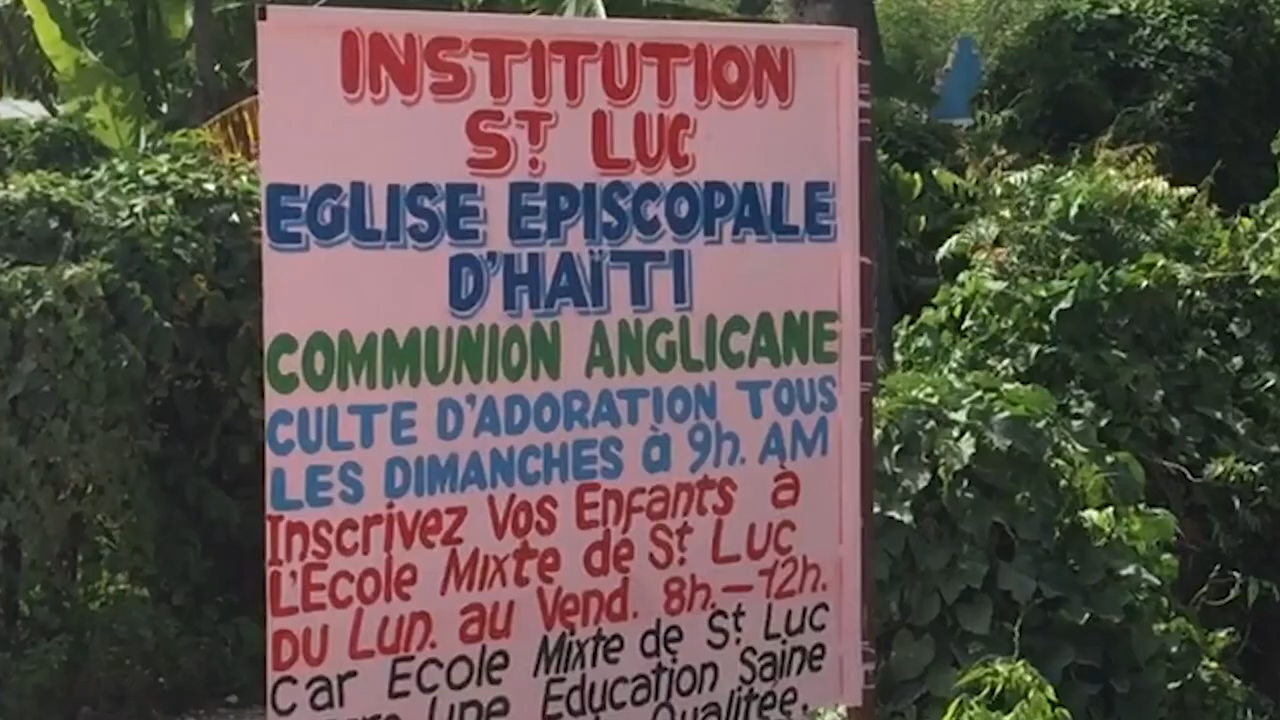 INSTITUTION
ST LUC
EGLISE ÉPISCOPALE
D'HAÏTI
COMMUNION ANGLICANE
CULTE D'ADORATION TOUS
LES DIMANCHES à 9h. AM
Inscrivez Vos Enfants à
L'Ecole Mixte de St Luc
DU Lun. au Vend. 8h.-12h.
Car Ecole Mixte de St Luc
une Education Saine
Qualitée.